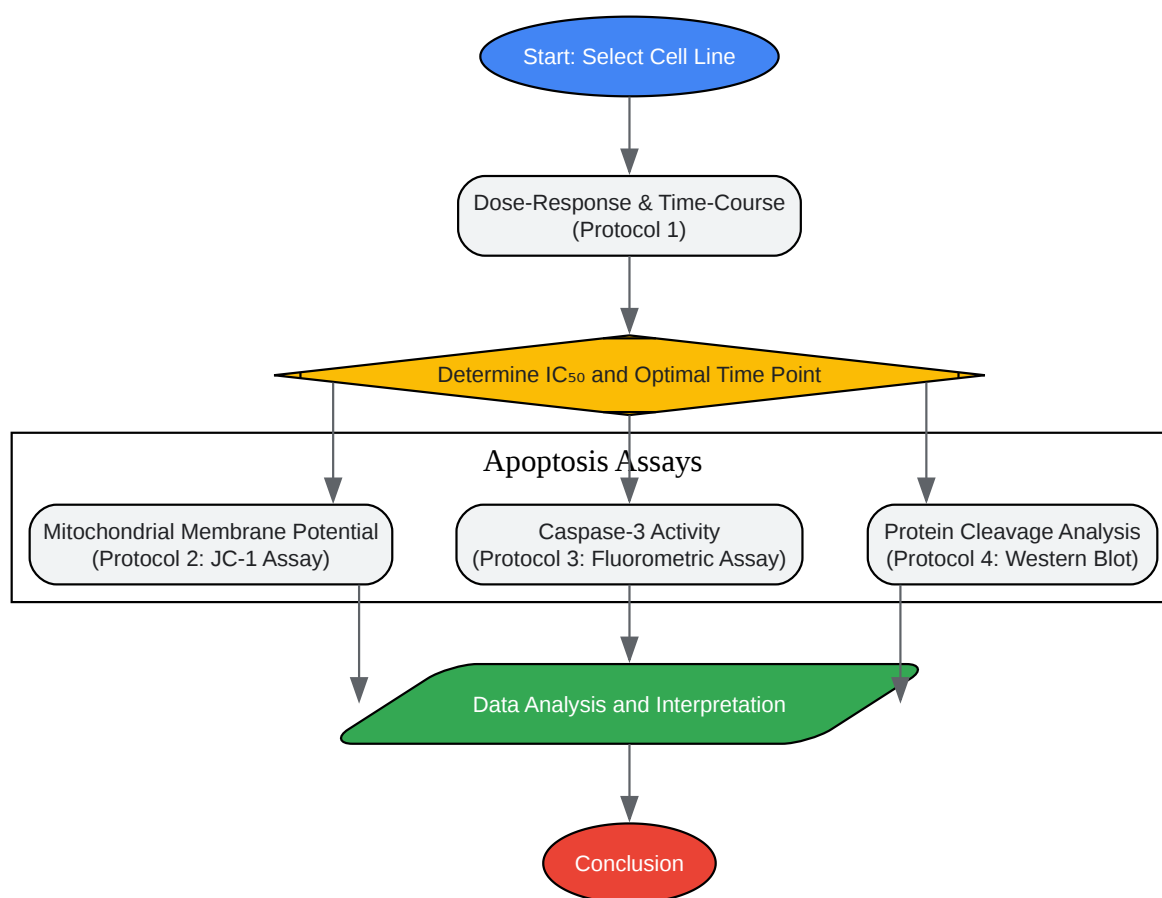 Start: Select Cell Line
Dose-Response & Time-Course
(Protocol 1)
Determine IC₅₀ and Optimal Time Point
Apoptosis Assays
Mitochondrial Membrane Potential
(Protocol 2: JC-1 Assay)
Caspase-3 Activity
(Protocol 3: Fluorometric Assay)
Protein Cleavage Analysis
(Protocol 4: Western Blot)
Data Analysis and Interpretation
Conclusion